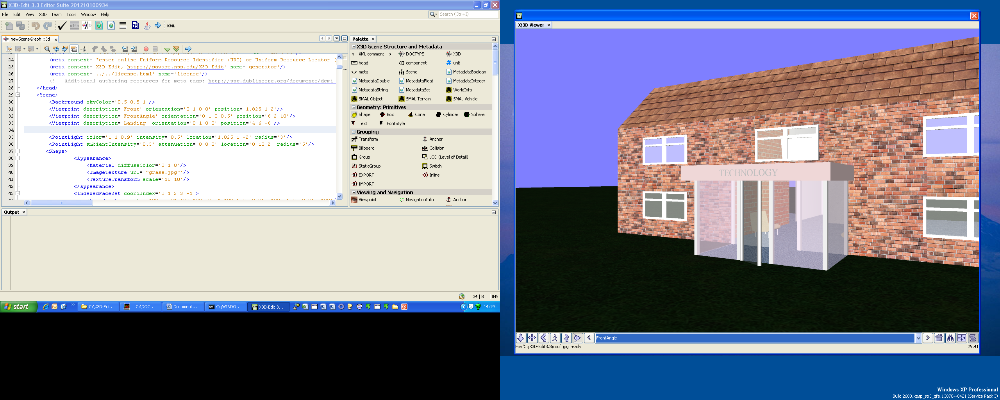 X3D-Edit 3.3 Editor Suite 201210100934
File Edit View X3D Team Tools Window Help
Search (Ctrl+I)
c14n KML
newSceneGraph.x3d
24 <meta content='*enter online Uniform Resource Identifier (URI) or Uniform Resource Locator (
25 <meta content='X3D-Edit, https://savage.nps.edu/X3D-Edit' name='generator'/>
26 <meta content='../../license.html' name='license'/>
27 <!-- Additional authoring resources for meta-tags: http://www.dublincore.org/documents/dcmi-
28 </head>
29 <Scene>
30 <Background skyColor='0.5 0.5 1'/>
31 <Viewpoint description='Front' orientation='0 1 0 0' position='1.825 1 2'/>
32 <Viewpoint description='FrontAngle' orientation='0 1 0 0.5' position='6 2 10'/>
33 <Viewpoint description='Landing' orientation='0 1 0 0' position='4 6 -6'/>
34
35 <PointLight color='1 1 0.9' intensity='0.5' location='1.825 1 -2' radius='3'/>
36 <PointLight ambientIntensity='0.3' attenuation='0 0 0' location='0 10 2' radius='5'/>
37 <Shape>
38 <Appearance>
39 <Material diffuseColor='0 1 0'/>
40 <ImageTexture url='"grass.jpg"'/>
41 <TextureTransform scale='10 10'/>
42 </Appearance>
43 <IndexedFaceSet coordIndex='0 1 2 3 -1'>
Palette
X3D Scene Structure and Metadata
<!-- XML comment --> DOCTYPE X3D
head component unit
meta Scene MetadataBoolean
MetadataDouble MetadataFloat MetadataInteger
MetadataString MetadataSet WorldInfo
SMAL Object SMAL Terrain SMAL Vehicle
Geometry: Primitives
Shape Box Cone Cylinder Sphere
Text FontStyle
Grouping
Transform Anchor
Billboard Collision
Group LOD (Level of Detail)
StaticGroup Switch
EXPORT Inline
IMPORT
Viewing and Navigation
Viewpoint NavigationInfo Anchor
Output
34 | 8 INS
start C:\X3D-Edi... C:\DOC... Document... C:\WINDO... X3D-Edit 3... 14:19
Xj3D Viewer
TECHNOLOGY
FrontAngle
File 'C:/X3D-Edit3.3/roof.jpg' ready
29.41
Windows XP Professional
Build 2600.xpsp_sp3_qfe.130704-0421 (Service Pack 3)